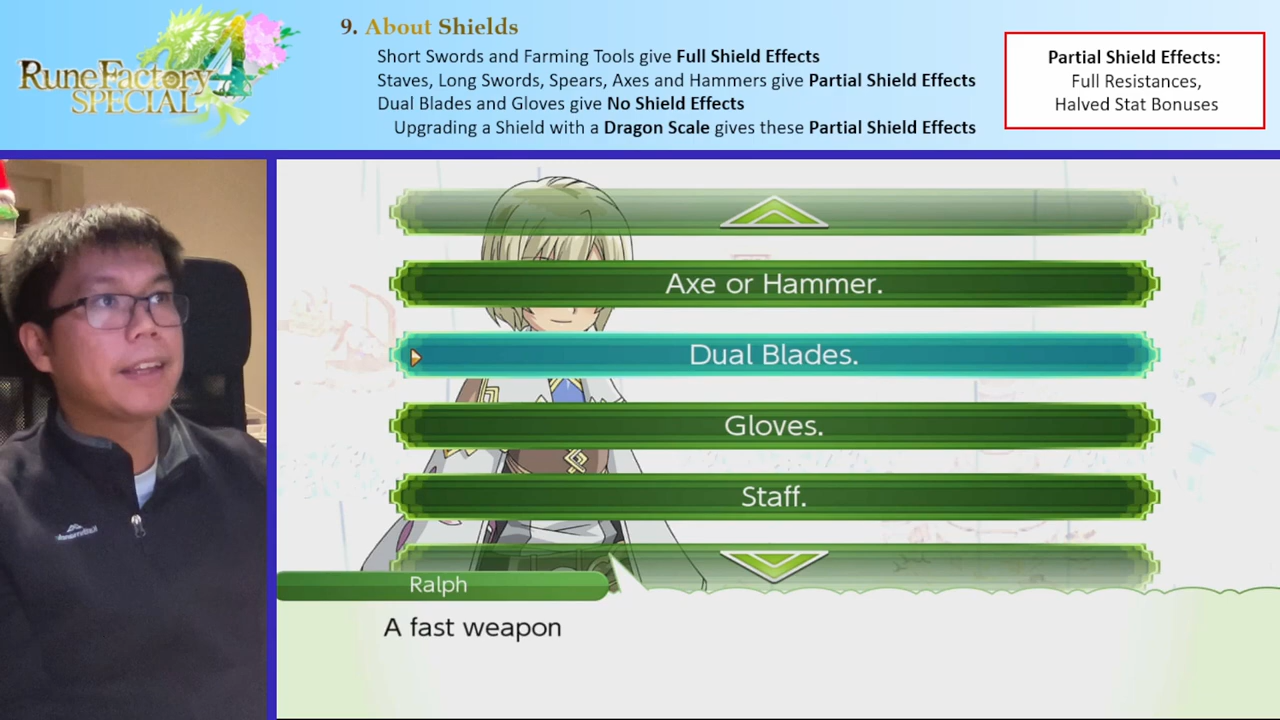 RuneFactory 4
SPECIAL
9. About Shields
Short Swords and Farming Tools give Full Shield Effects
Staves, Long Swords, Spears, Axes and Hammers give Partial Shield Effects
Dual Blades and Gloves give No Shield Effects
Upgrading a Shield with a Dragon Scale gives these Partial Shield Effects
Partial Shield Effects:
Full Resistances,
Halved Stat Bonuses
Axe or Hammer.
Dual Blades.
Gloves.
Staff.
Ralph
A fast weapon